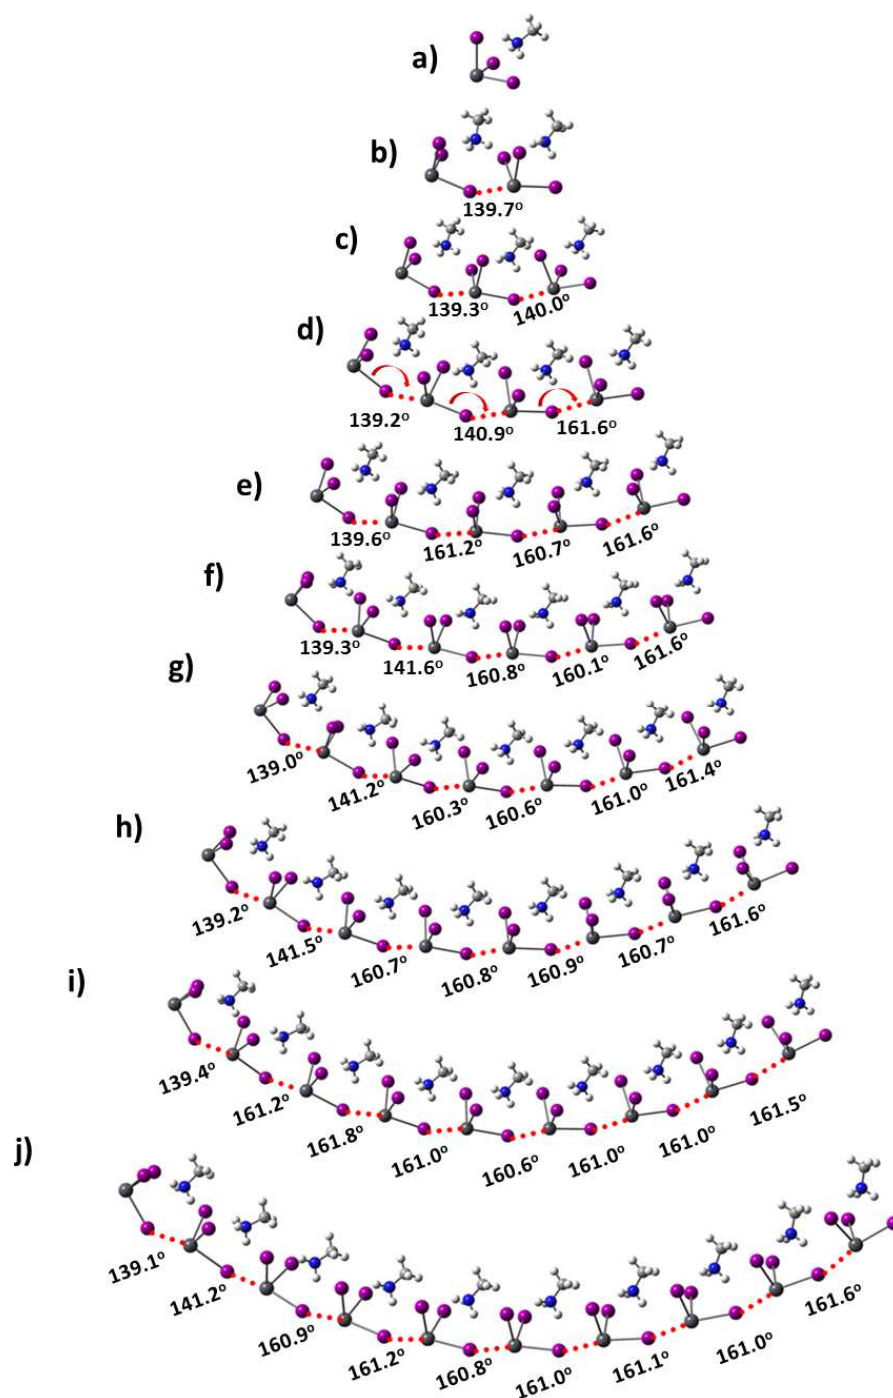 a)
b)
139.7°
c)
139.3° 140.0°
d)
139.2° 140.9° 161.6°
e)
139.6° 161.2° 160.7° 161.6°
f)
139.3° 141.6° 160.8° 160.1° 161.6°
g)
139.0° 141.2° 160.3° 160.6° 161.0° 161.4°
h)
139.2° 141.5° 160.7° 160.8° 160.9° 160.7° 161.6°
i)
139.4° 161.2° 161.8° 161.0° 160.6° 161.0° 161.0° 161.5°
j)
139.1° 141.2° 160.9° 161.2° 160.8° 161.0° 161.1° 161.0° 161.6°